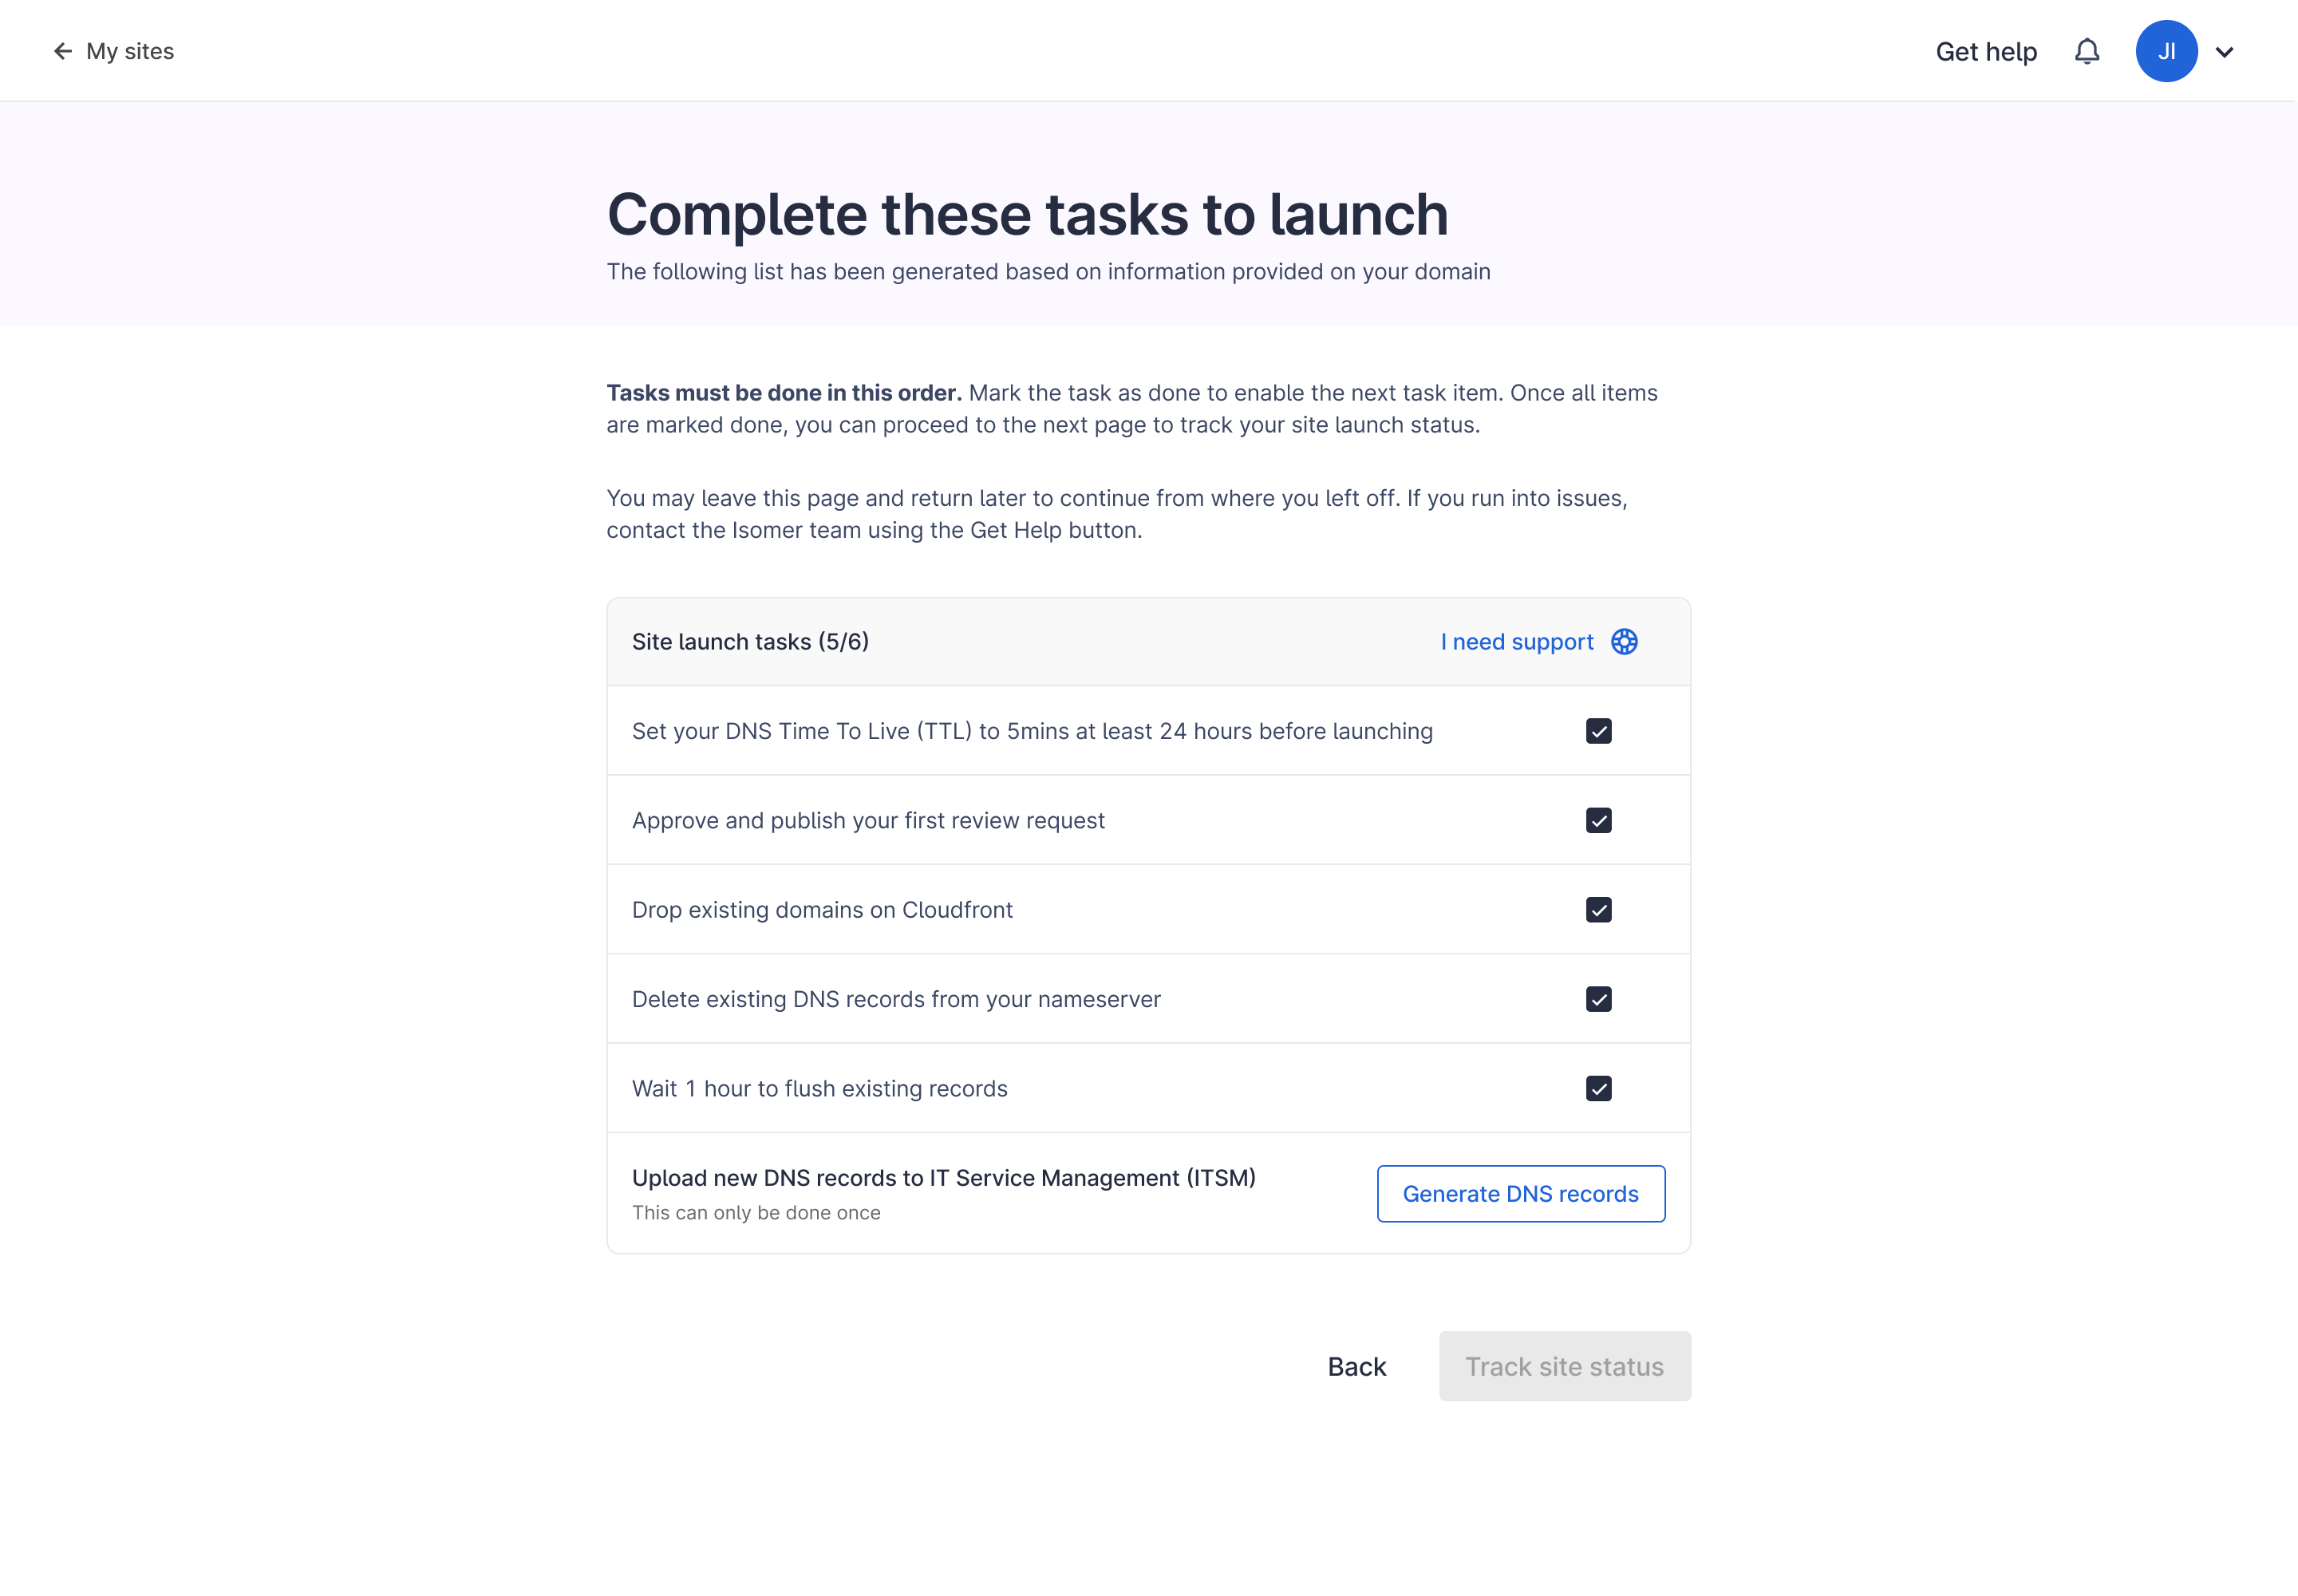 My sites
Get help
JI
Complete these tasks to launch
The following list has been generated based on information provided on your domain
Tasks must be done in this order. Mark the task as done to enable the next task item. Once all items
are marked done, you can proceed to the next page to track your site launch status.
You may leave this page and return later to continue from where you left off. If you run into issues,
contact the Isomer team using the Get Help button.
Site launch tasks (5/6)
I need support
Set your DNS Time To Live (TTL) to 5mins at least 24 hours before launching
Approve and publish your first review request
Drop existing domains on Cloudfront
Delete existing DNS records from your nameserver
Wait 1 hour to flush existing records
Upload new DNS records to IT Service Management (ITSM)
This can only be done once
Generate DNS records
Back
Track site status